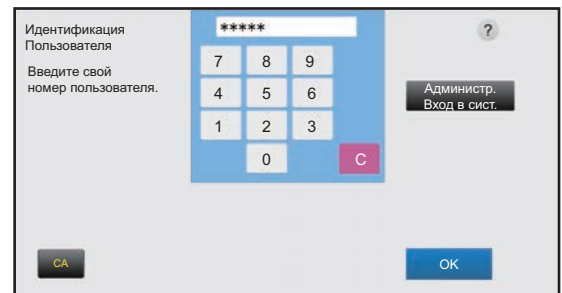 Идентификация
Пользователя
Введите свой
номер пользователя.
*****
?
7 8 9
4 5 6
1 2 3
0 C
Администр.
Вход в сист.
CA
OK